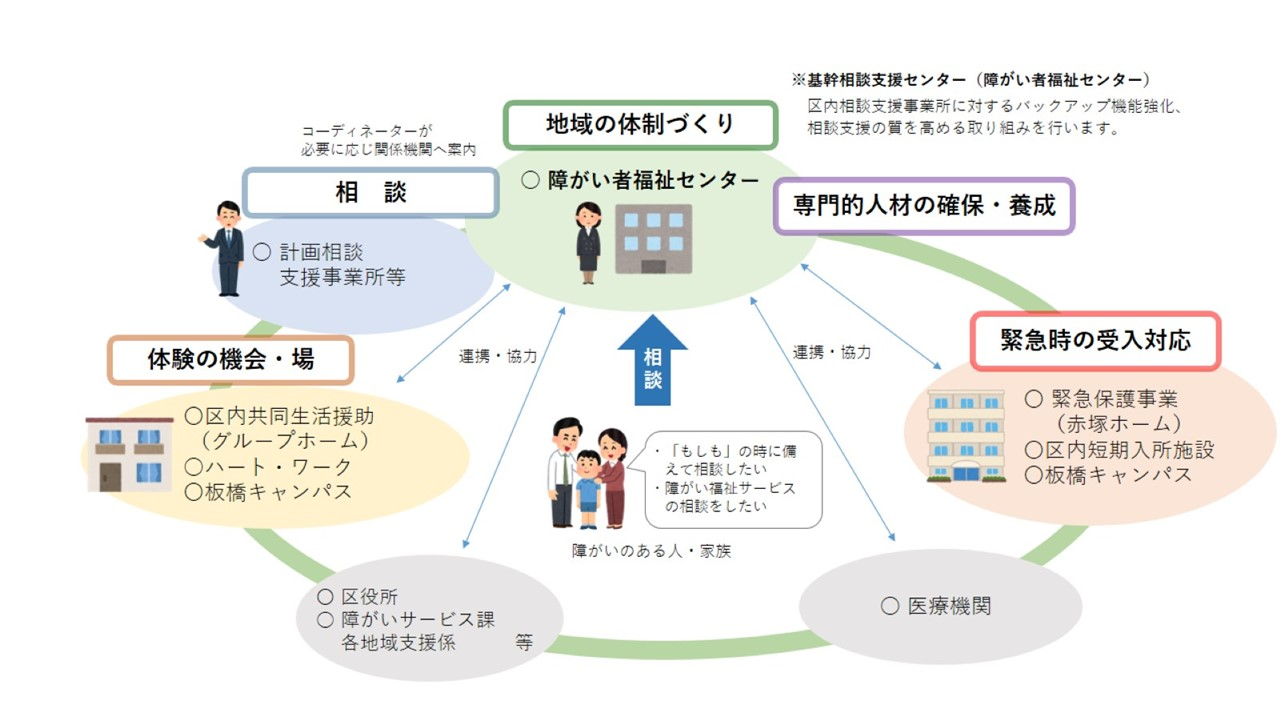 ※基幹相談支援センター（障がい者福祉センター）
区内相談支援事業所に対するバックアップ機能強化、
相談支援の質を高める取り組みを行います。
地域の体制づくり
○ 障がい者福祉センター
専門的人材の確保・養成
コーディネーターが
必要に応じ関係機関へ案内
相　談
○ 計画相談
支援事業所等
体験の機会・場
○区内共同生活援助
（グループホーム）
○ハート・ワーク
○板橋キャンパス
連携・協力
相談
連携・協力
緊急時の受入対応
○ 緊急保護事業
（赤塚ホーム）
○区内短期入所施設
○板橋キャンパス
・「もしも」の時に備
えて相談したい
・障がい福祉サービス
の相談をしたい
障がいのある人・家族
○ 区役所
○ 障がいサービス課
各地域支援係　　　等
○ 医療機関